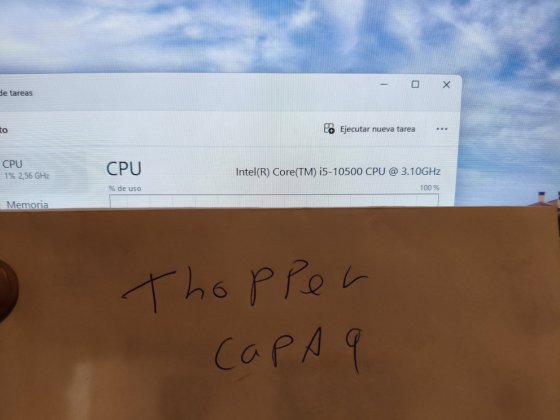 de tareas
to
Ejecutar nueva tarea
CPU
1% 2,56 GHz
CPU
Intel(R) Core(TM) i5-10500 CPU @ 3.10GHz
% de uso
100 %
Memoria
Thopper
CaPA9